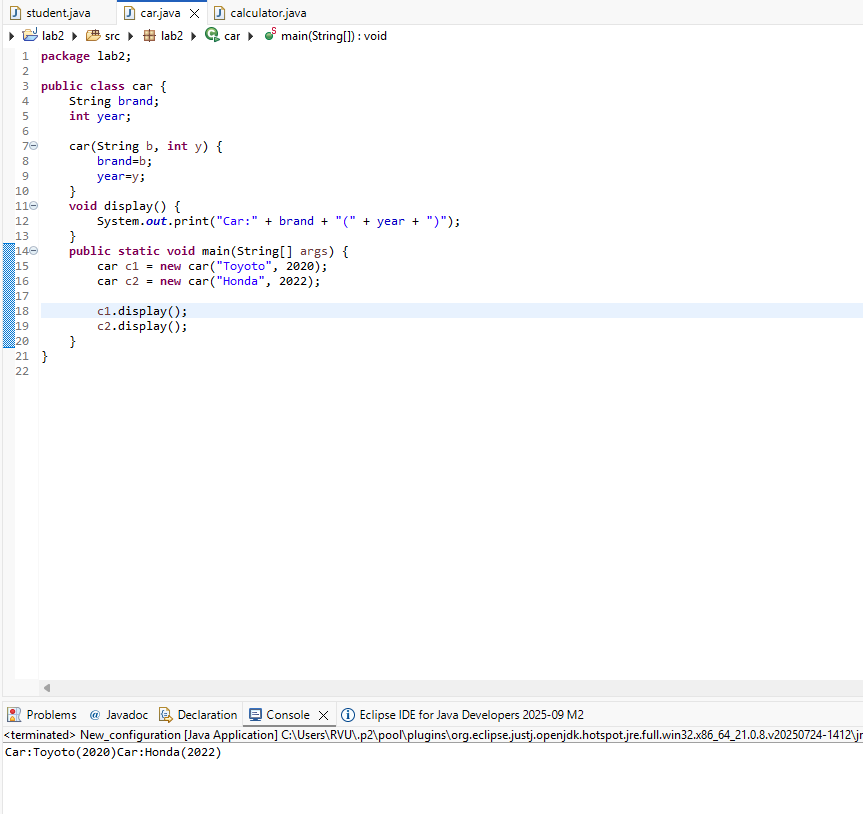 student.java car.java calculator.java
lab2 src lab2 car main(String[]) : void
1 package lab2;
2
3 public class car {
4 String brand;
5 int year;
6
7 car(String b, int y) {
8 brand=b;
9 year=y;
10 }
11 void display() {
12 System.out.print("Car:" + brand + "(" + year + ")");
13 }
14 public static void main(String[] args) {
15 car c1 = new car("Toyoto", 2020);
16 car c2 = new car("Honda", 2022);
17
18 c1.display();
19 c2.display();
20 }
21 }
22
Problems @ Javadoc Declaration Console Eclipse IDE for Java Developers 2025-09 M2
<terminated> New_configuration [Java Application] C:\Users\RVU\.p2\pool\plugins\org.eclipse.justj.openjdk.hotspot.jre.full.win32.x86_64_21.0.8.v20250724-1412\jr
Car:Toyoto(2020)Car:Honda(2022)